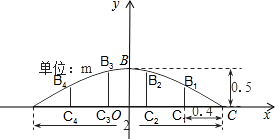 y
单位：m
B₃ B
B₄ B₂ B₁
0.5
C₄ C₃ O C₂ C₁ 0.4 C x
2